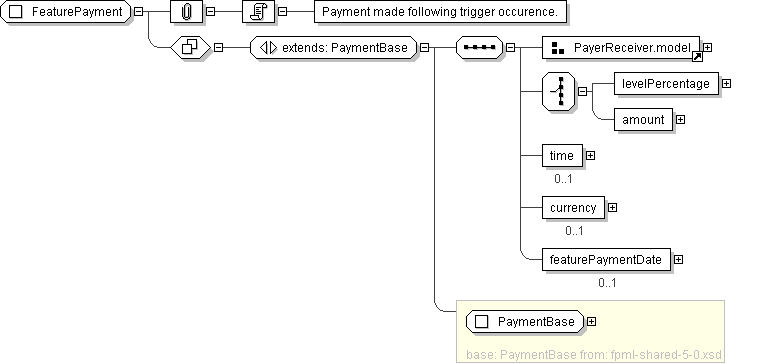 FeaturePayment
Payment made following trigger occurence.
extends: PaymentBase
PayerReceiver.model
levelPercentage
amount
time
0..1
currency
0..1
featurePaymentDate
0..1
PaymentBase
base: PaymentBase from: fpml-shared-5-0.xsd